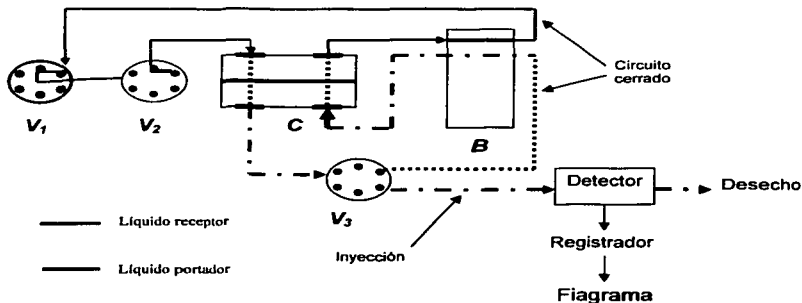 Circuito
cerrado
V1
V2
C
B
V3
Detector
Desecho
Líquido receptor
Inyección
Registrador
Líquido portador
Fiagrama